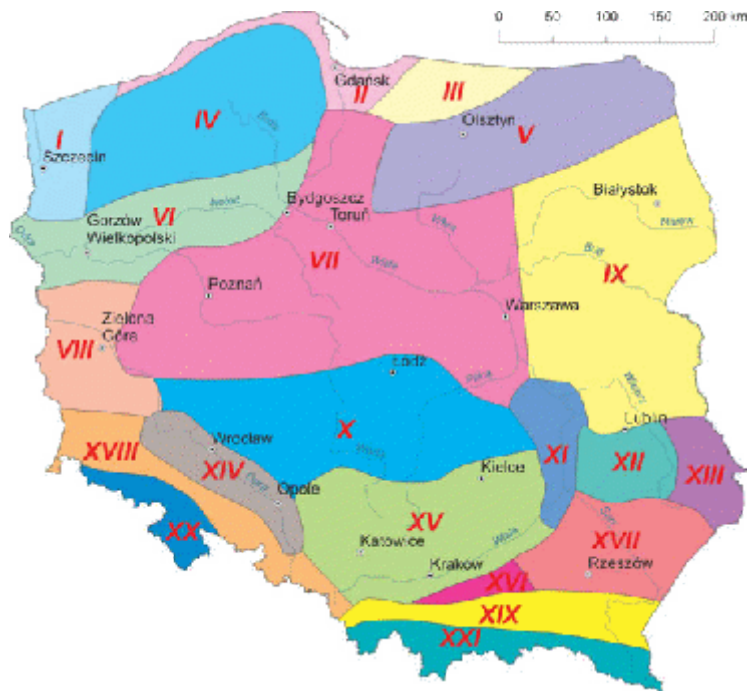 0 50 100 150 200 km
Gdańsk
II
III
IV
I
Olsztyn
V
Szczecin
Białystok
VI
Bydgoszcz
Gorzów
Wielkopolski
Toruń
VII
IX
Poznań
Warszawa
Zielona
Góra
VIII
Łódź
X
Lublin
XVIII
Wrocław
XI
XII
XIII
XIV
Kielce
Opole
XV
XX
XVII
Katowice
Kraków
XVI
Rzeszów
XIX
XXI